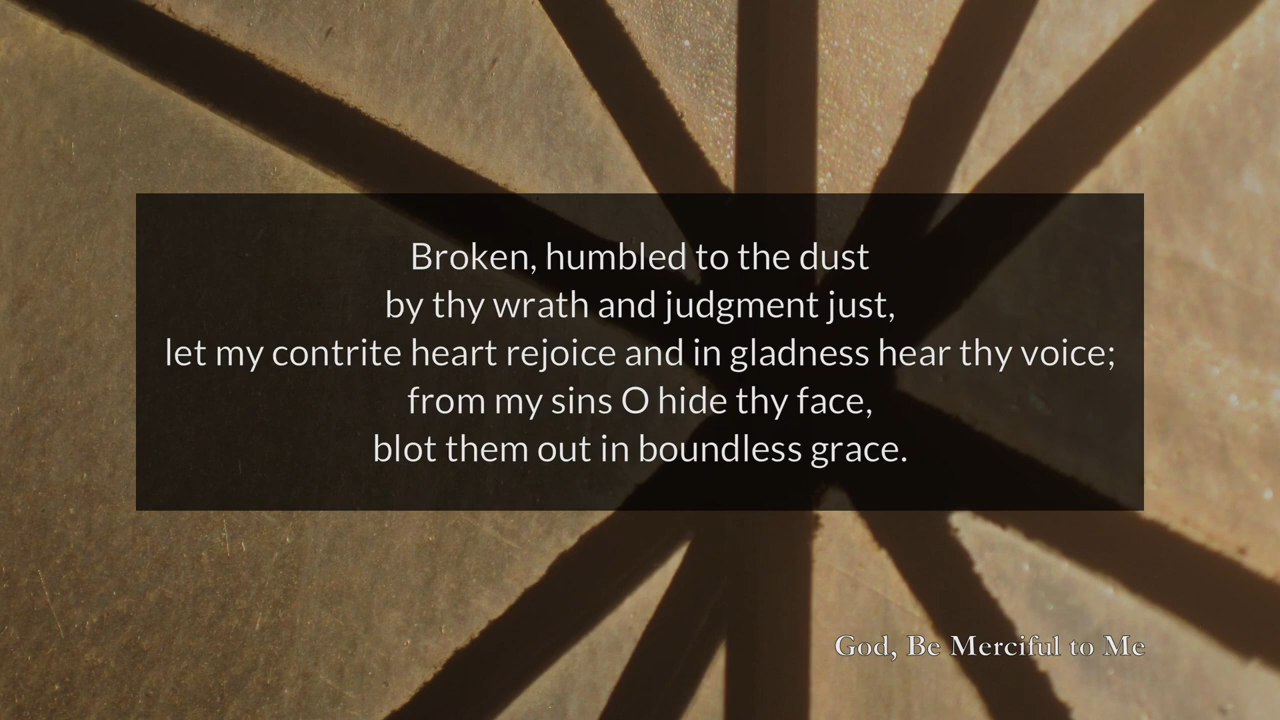 Broken, humbled to the dust
by thy wrath and judgment just,
let my contrite heart rejoice and in gladness hear thy voice;
from my sins O hide thy face,
blot them out in boundless grace.
God, Be Merciful to Me